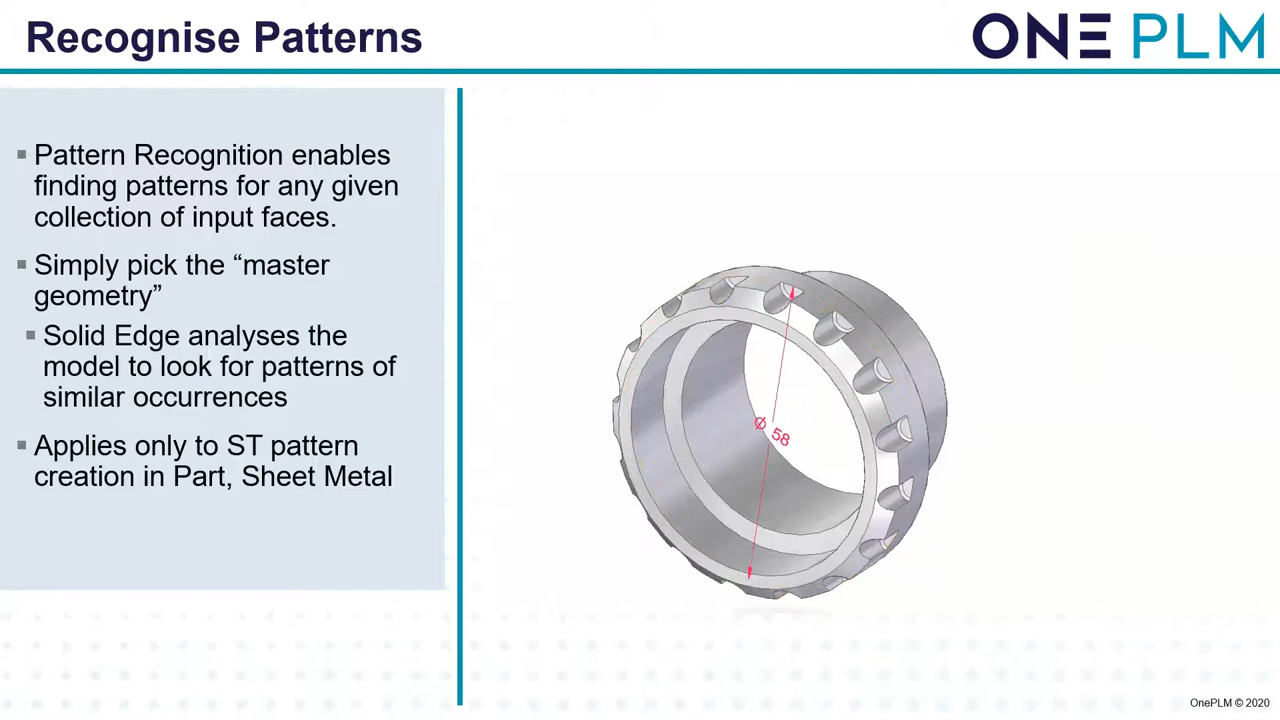 Recognise Patterns
ONE PLM
▪ Pattern Recognition enables
finding patterns for any given
collection of input faces.
▪ Simply pick the “master
geometry”
▪ Solid Edge analyses the
model to look for patterns of
similar occurrences
▪ Applies only to ST pattern
creation in Part, Sheet Metal
Ø 58
OnePLM © 2020